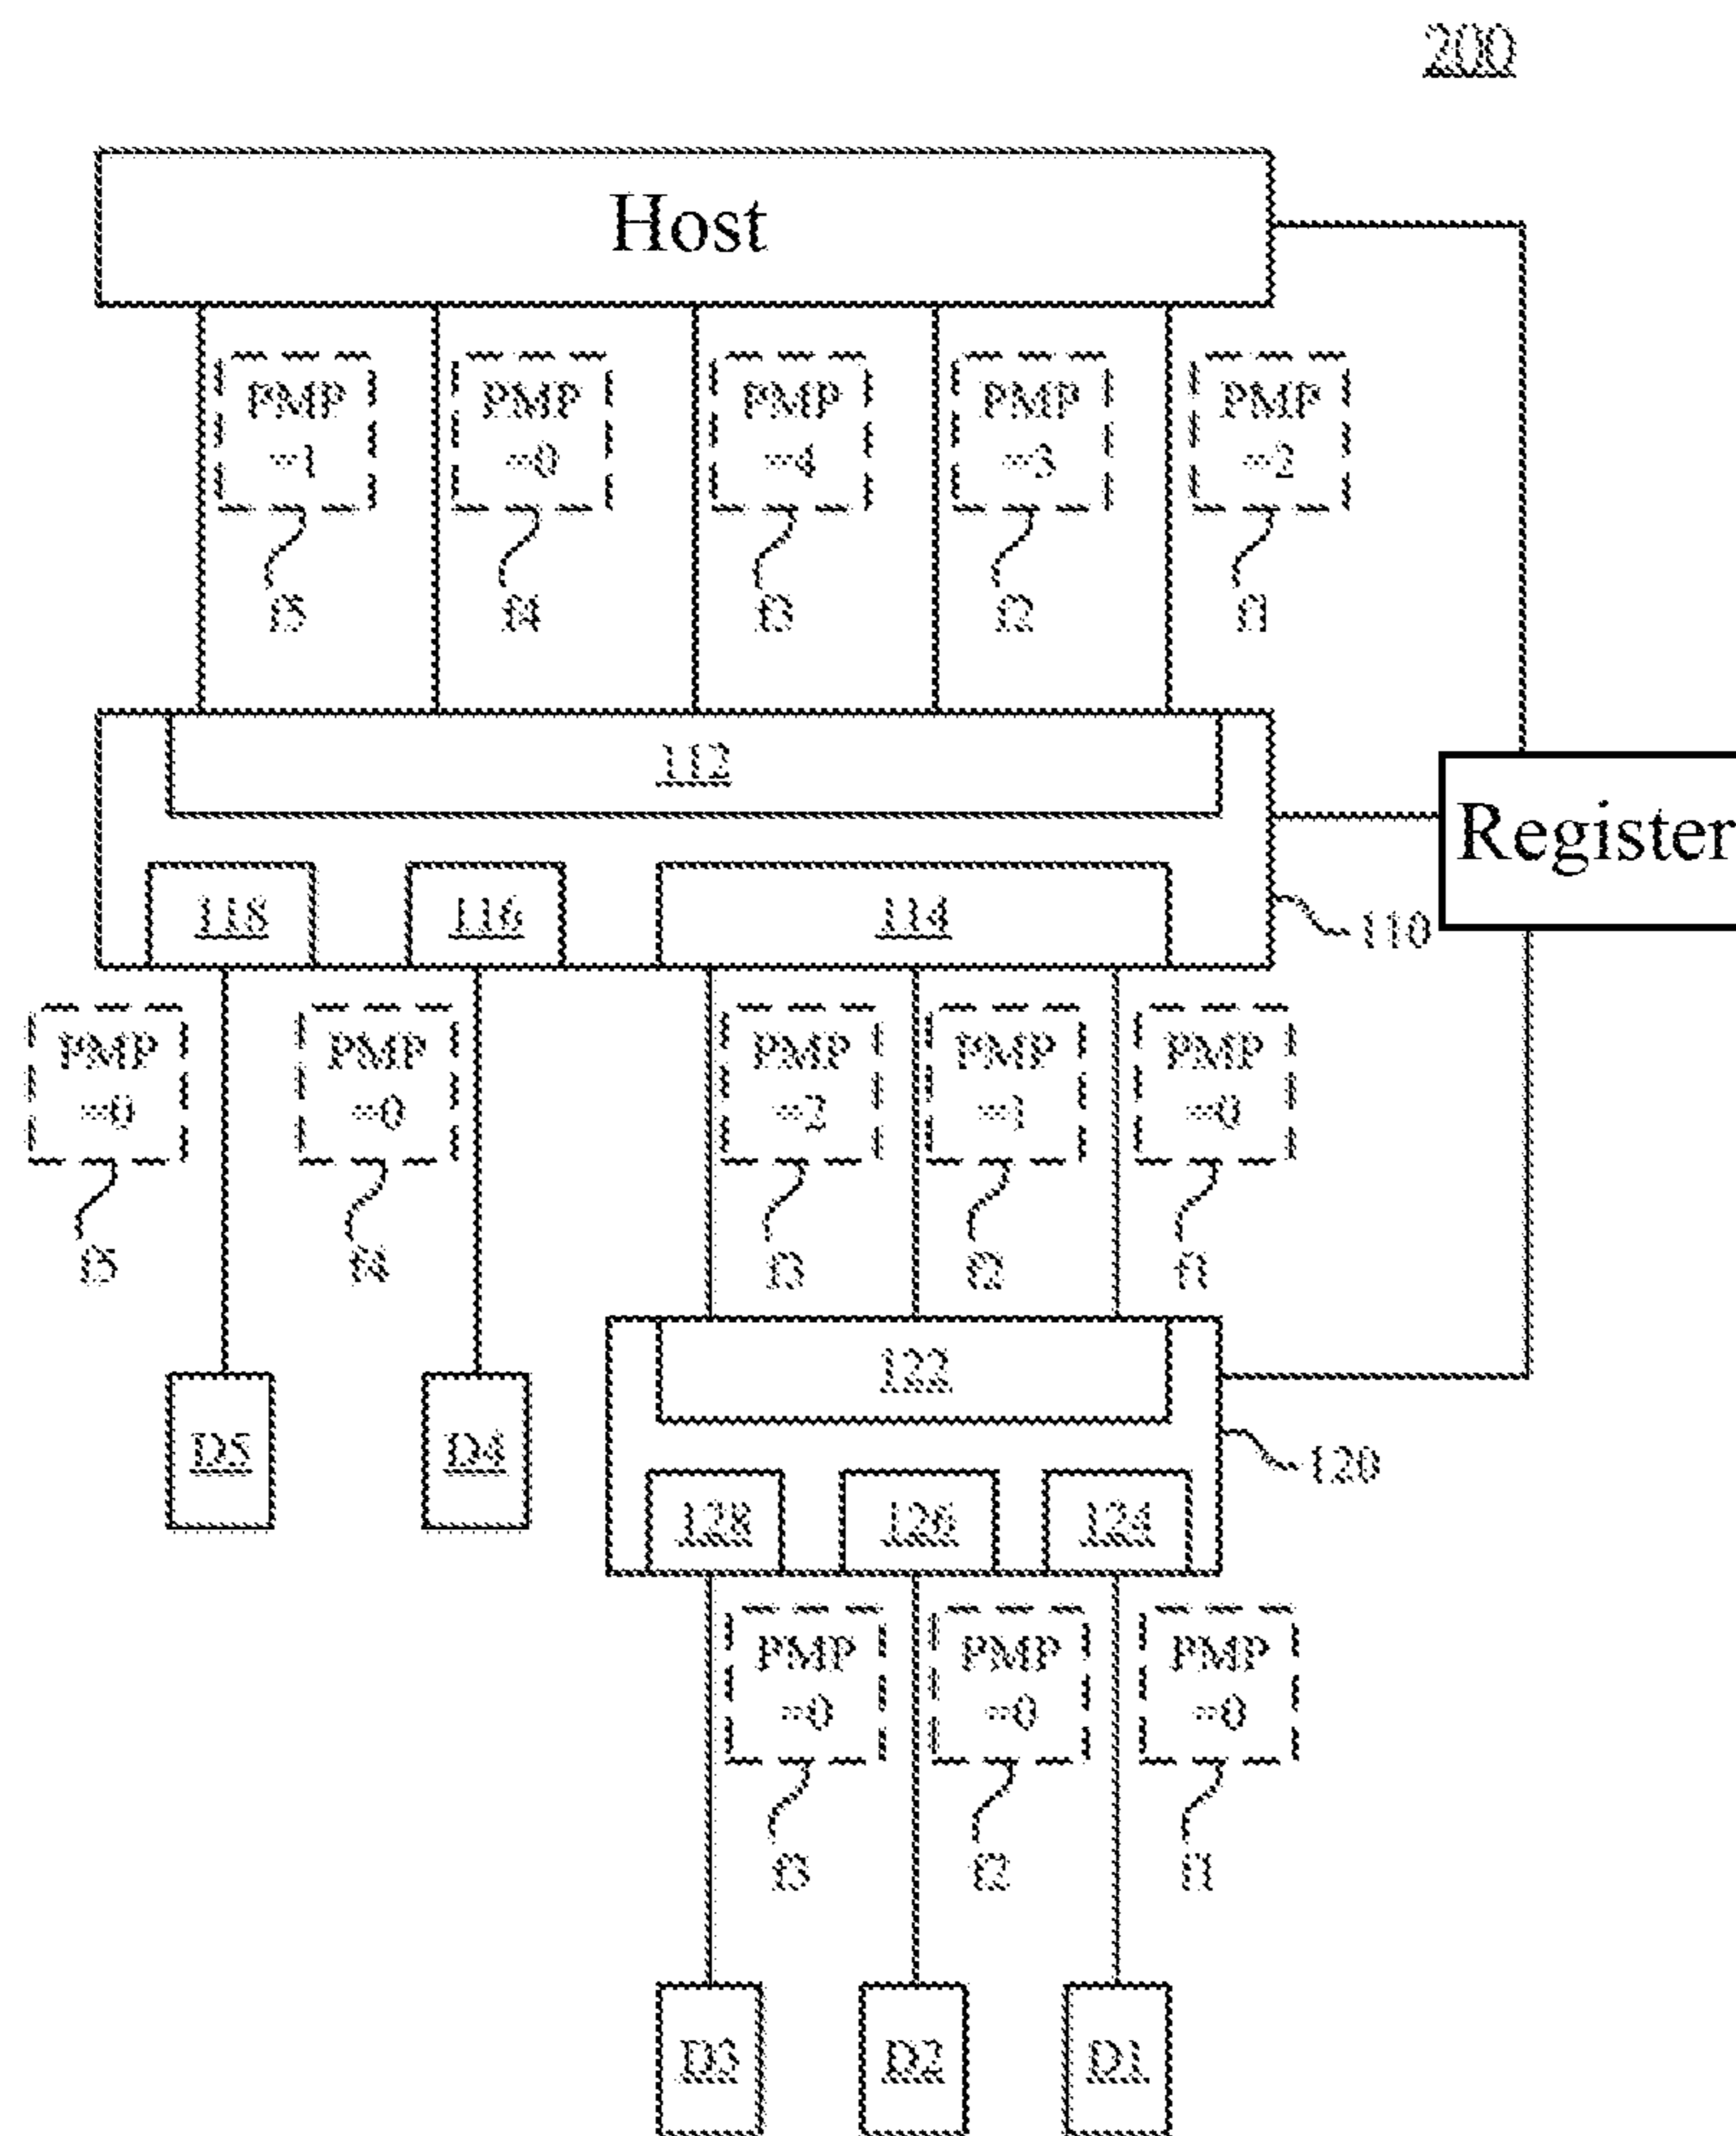 200
Host
PMP PMP PMP PMP PMP
=1 =0 =4 =3 =2
f5 f4 f3 f2 f1
112
Register
118 116 114
110
PMP PMP PMP PMP PMP
=0 =0 =2 =1 =0
f5 f4 f3 f2 f1
122
D5 D4
120
128 126 124
PMP PMP PMP
=0 =0 =0
f3 f2 f1
D3 D2 D1